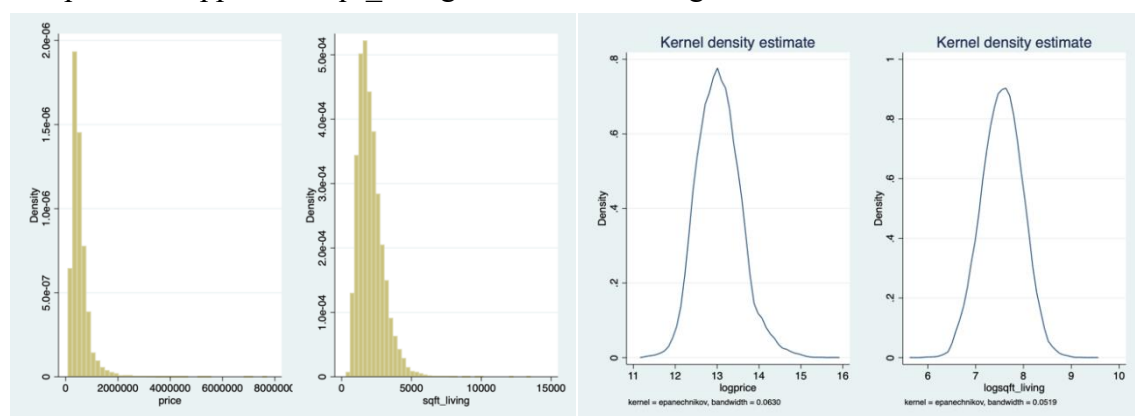 2.0e-06
1.5e-06
1.0e-06
5.0e-07
0
Density
0 2000000 4000000 6000000 8000000
price
5.0e-04
4.0e-04
3.0e-04
2.0e-04
1.0e-04
0
Density
0 5000 10000 15000
sqft_living
Kernel density estimate
.8
.6
.4
.2
0
Density
11 12 13 14 15 16
logprice
kernel = epanechnikov, bandwidth = 0.0630
Kernel density estimate
1
.8
.6
.4
.2
0
Density
6 7 8 9 10
logsqft_living
kernel = epanechnikov, bandwidth = 0.0519